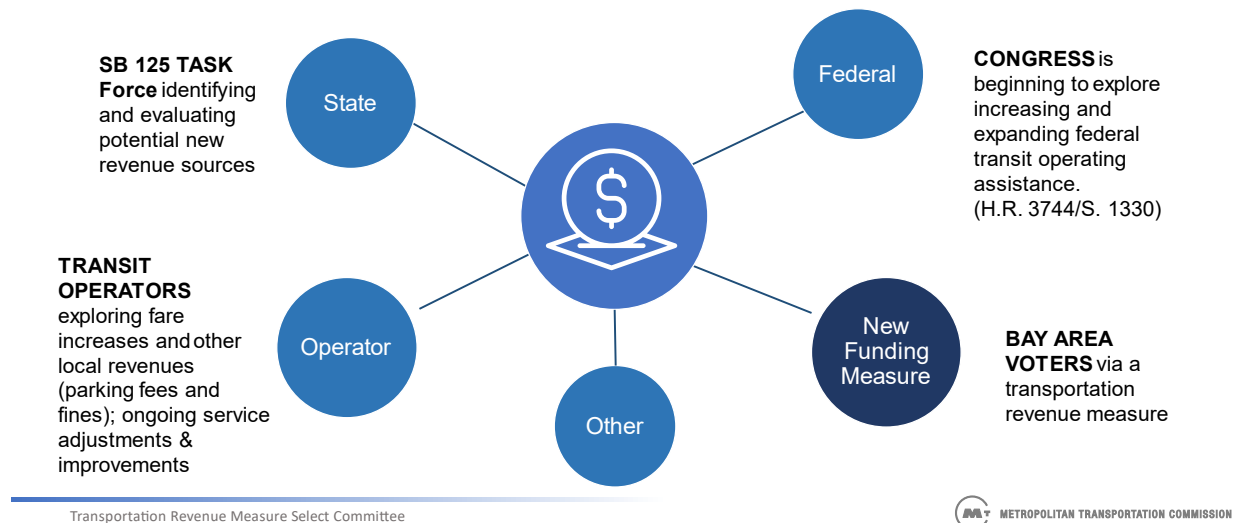 SB 125 TASK
Force identifying
and evaluating
potential new
revenue sources
State
Federal
CONGRESS is
beginning to explore
increasing and
expanding federal
transit operating
assistance.
(H.R. 3744/S. 1330)
$
TRANSIT
OPERATORS
exploring fare
increases and other
local revenues
(parking fees and
fines); ongoing service
adjustments &
improvements
Operator
Other
New
Funding
Measure
BAY AREA
VOTERS via a
transportation
revenue measure
Transportation Revenue Measure Select Committee
MT METROPOLITAN TRANSPORTATION COMMISSION